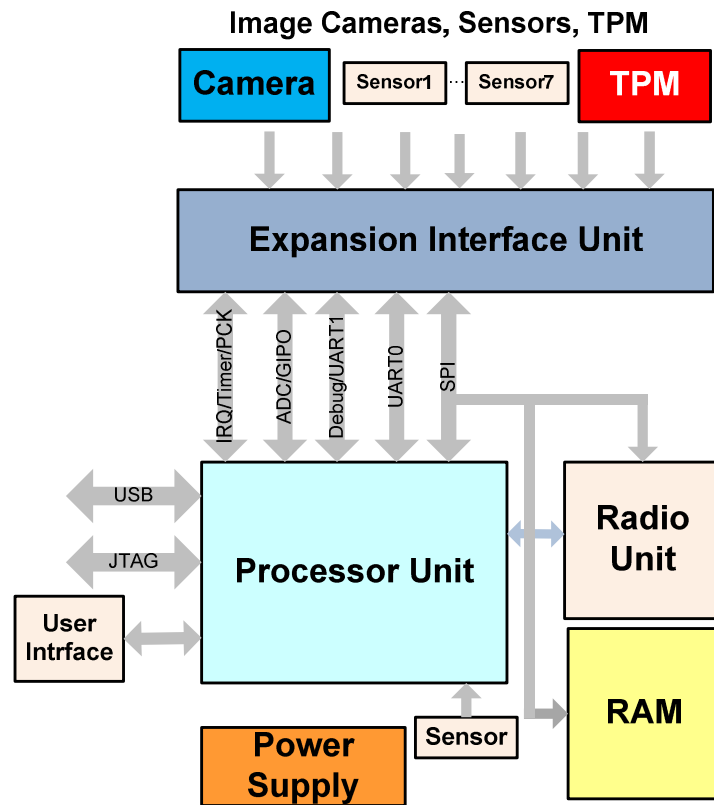 Image Cameras, Sensors, TPM
Camera
Sensor1
...
Sensor7
TPM
Expansion Interface Unit
IRQ/Timer/PCK
ADC/GIPO
Debug/UART1
UART0
SPI
USB
JTAG
User
Intrface
Processor Unit
Radio
Unit
RAM
Sensor
Power
Supply